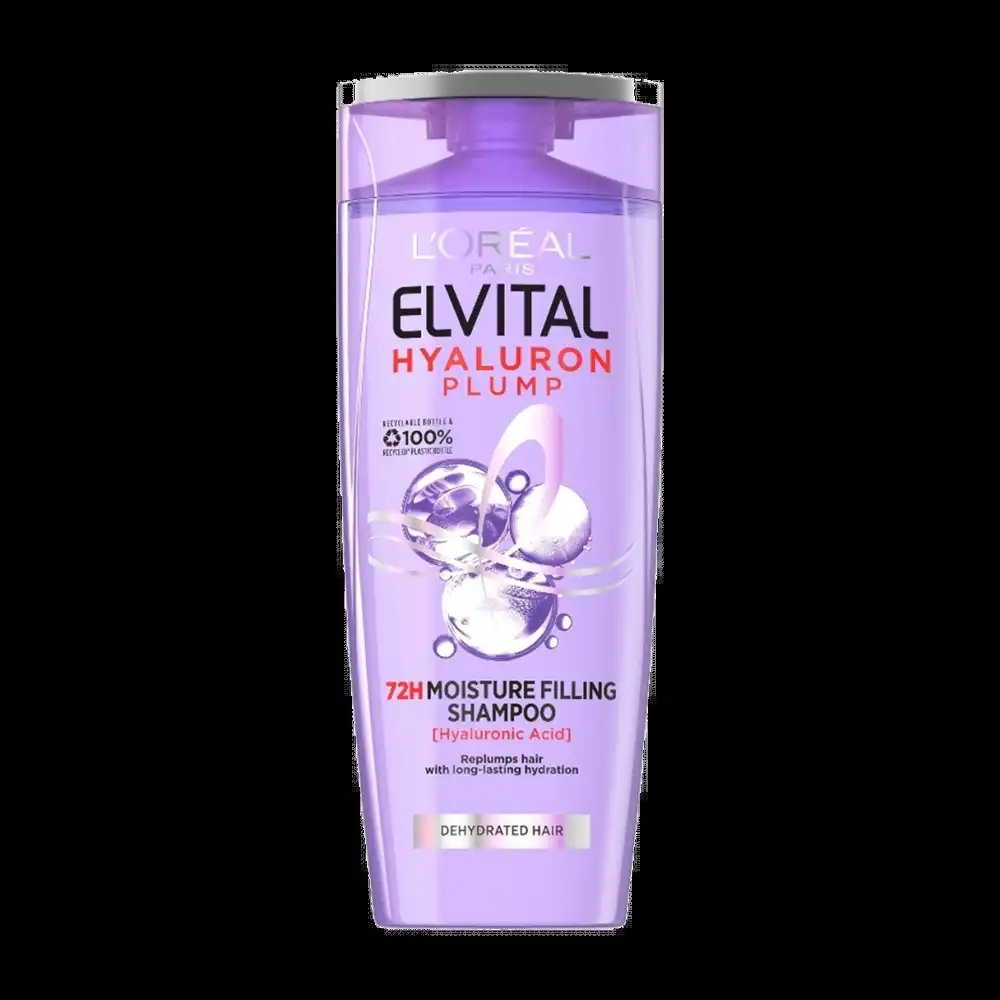 L'ORÉAL
PARIS
ELVITAL
HYALURON
PLUMP
RECYCLABLE BOTTLE &
100%
RECYCLED* PLASTIC BOTTLE
72H MOISTURE FILLING
SHAMPOO
[Hyaluronic Acid]
Replumps hair
with long-lasting hydration
DEHYDRATED HAIR